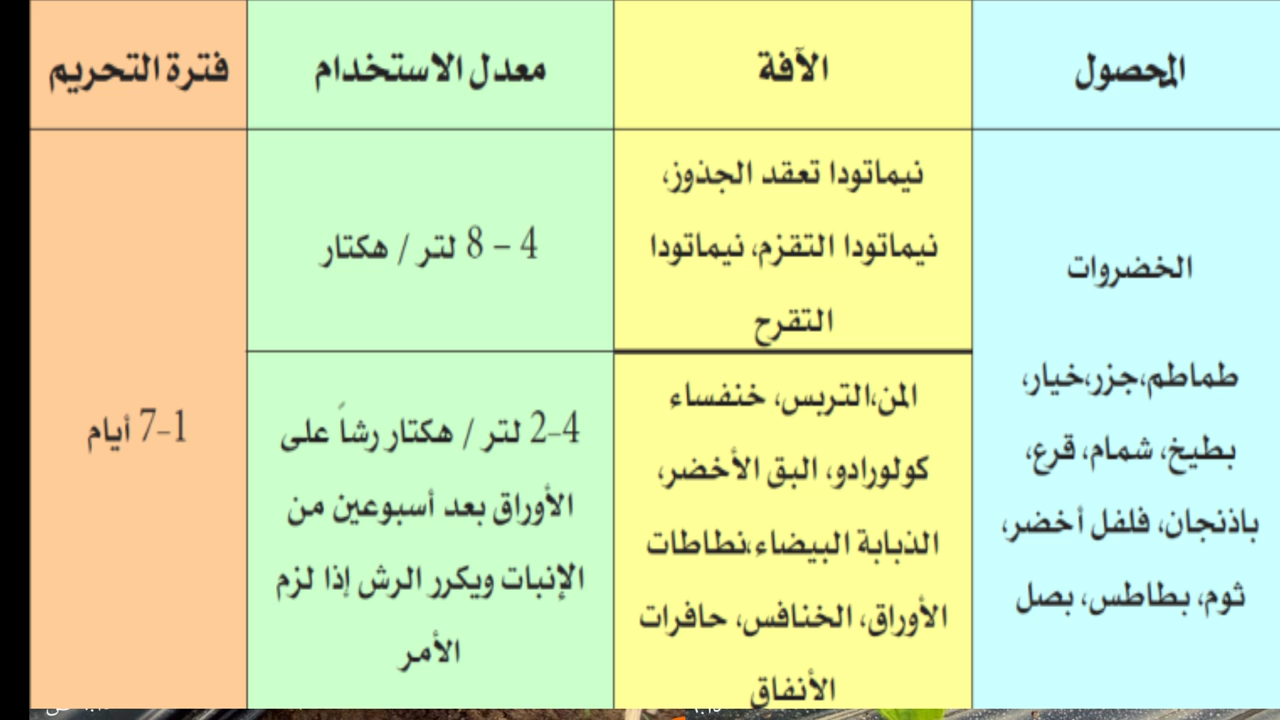 المحصول
الآفة
معدل الاستخدام
فترة التحريم
الخضروات
طماطم،جزر،خيار،
بطيخ، شمام، قرع،
باذنجان، فلفل أخضر،
ثوم، بطاطس، بصل
نيماتودا تعقد الجذوز،
نيماتودا التقزم، نيماتودا
التقرح
4 – 8 لتر / هكتار
المن،التربس، خنفساء
كولورادو، البق الأخضر،
الذبابة البيضاء،نطاطات
الأوراق، الخنافس، حافرات
الأنفاق
2-4 لتر / هكتار رشاً على
الأوراق بعد أسبوعين من
الإنبات ويكرر الرش إذا لزم
الأمر
7-1 أيام